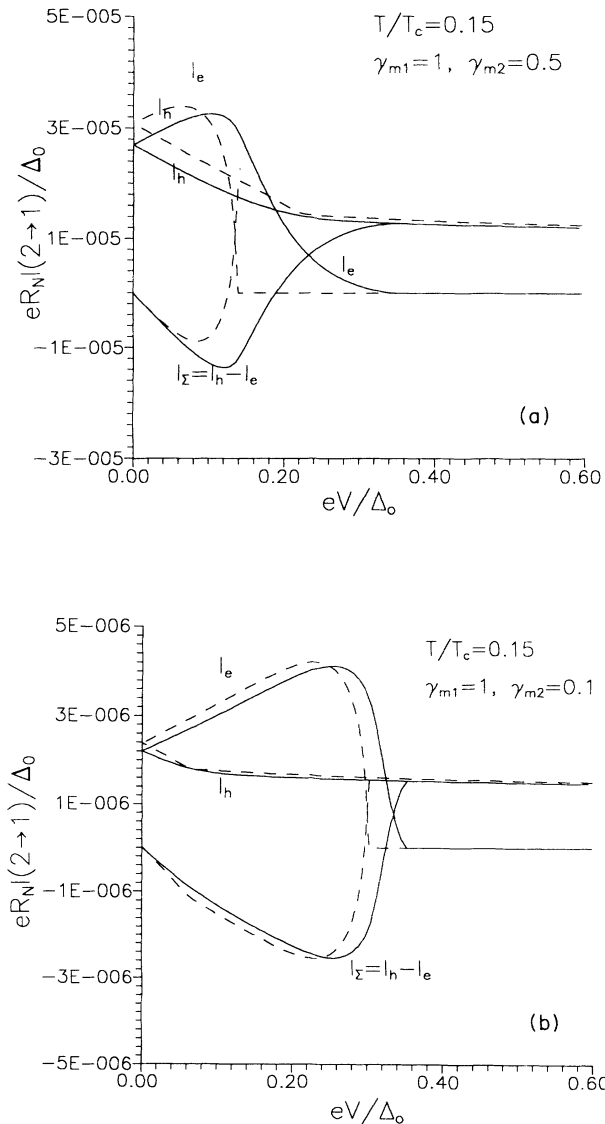 5E-005
T/T_c=0.15
γ_m1=1, γ_m2=0.5
I_e
I_h
3E-005
I_h
eR_N I(2→1)/Δ_0
1E-005
I_e
-1E-005
I_Σ=I_h-I_e
(a)
-3E-005
0.00 0.20 0.40 0.60
eV/Δ_o
5E-006
T/T_c=0.15
γ_m1=1, γ_m2=0.1
I_e
3E-006
I_h
eR_N I(2→1)/Δ_0
1E-006
-1E-006
I_Σ=I_h-I_e
-3E-006
(b)
-5E-006
0.00 0.20 0.40 0.60
eV/Δ_o